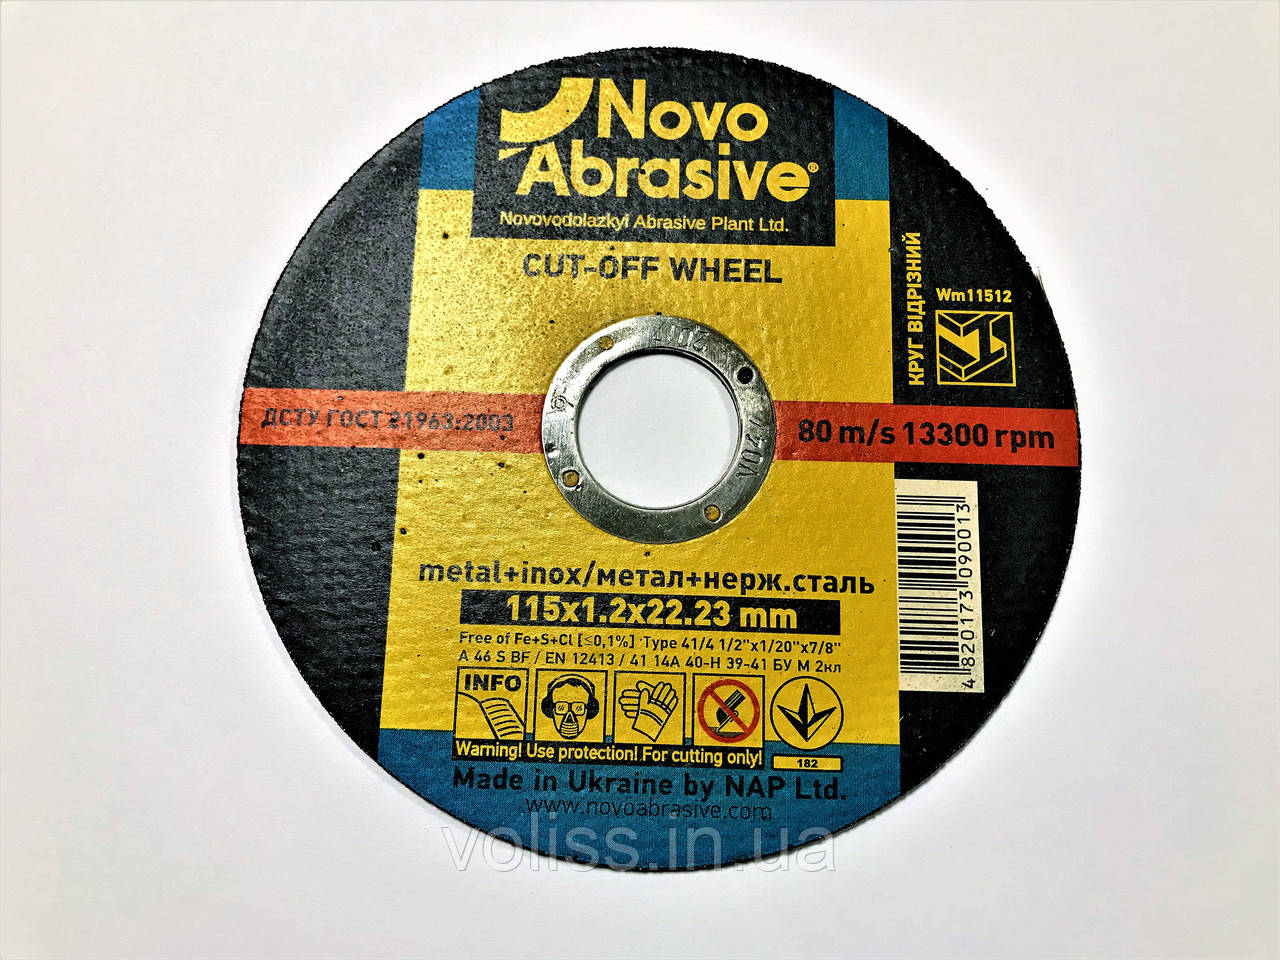 Novo
Abrasive®
Novovodolazkyi Abrasive Plant Ltd.
CUT-OFF WHEEL
КРУГ ВІДРІЗНИЙ
Wm11512
ДСТУ ГОСТ 21963:2003
80 m/s 13300 rpm
V04/
2017
4 820173 090013
metal+inox/метал+нерж.сталь
115x1.2x22.23 mm
Free of Fe+S+Cl [≤0,1%] Type 41/4 1/2"x1/20"x7/8"
A 46 S BF / EN 12413 / 41 14A 40-H 39-41 БУ М 2кл
INFO
Warning! Use protection! For cutting only!
182
Made in Ukraine by NAP Ltd.
www.novoabrasive.com
voliss.in.ua